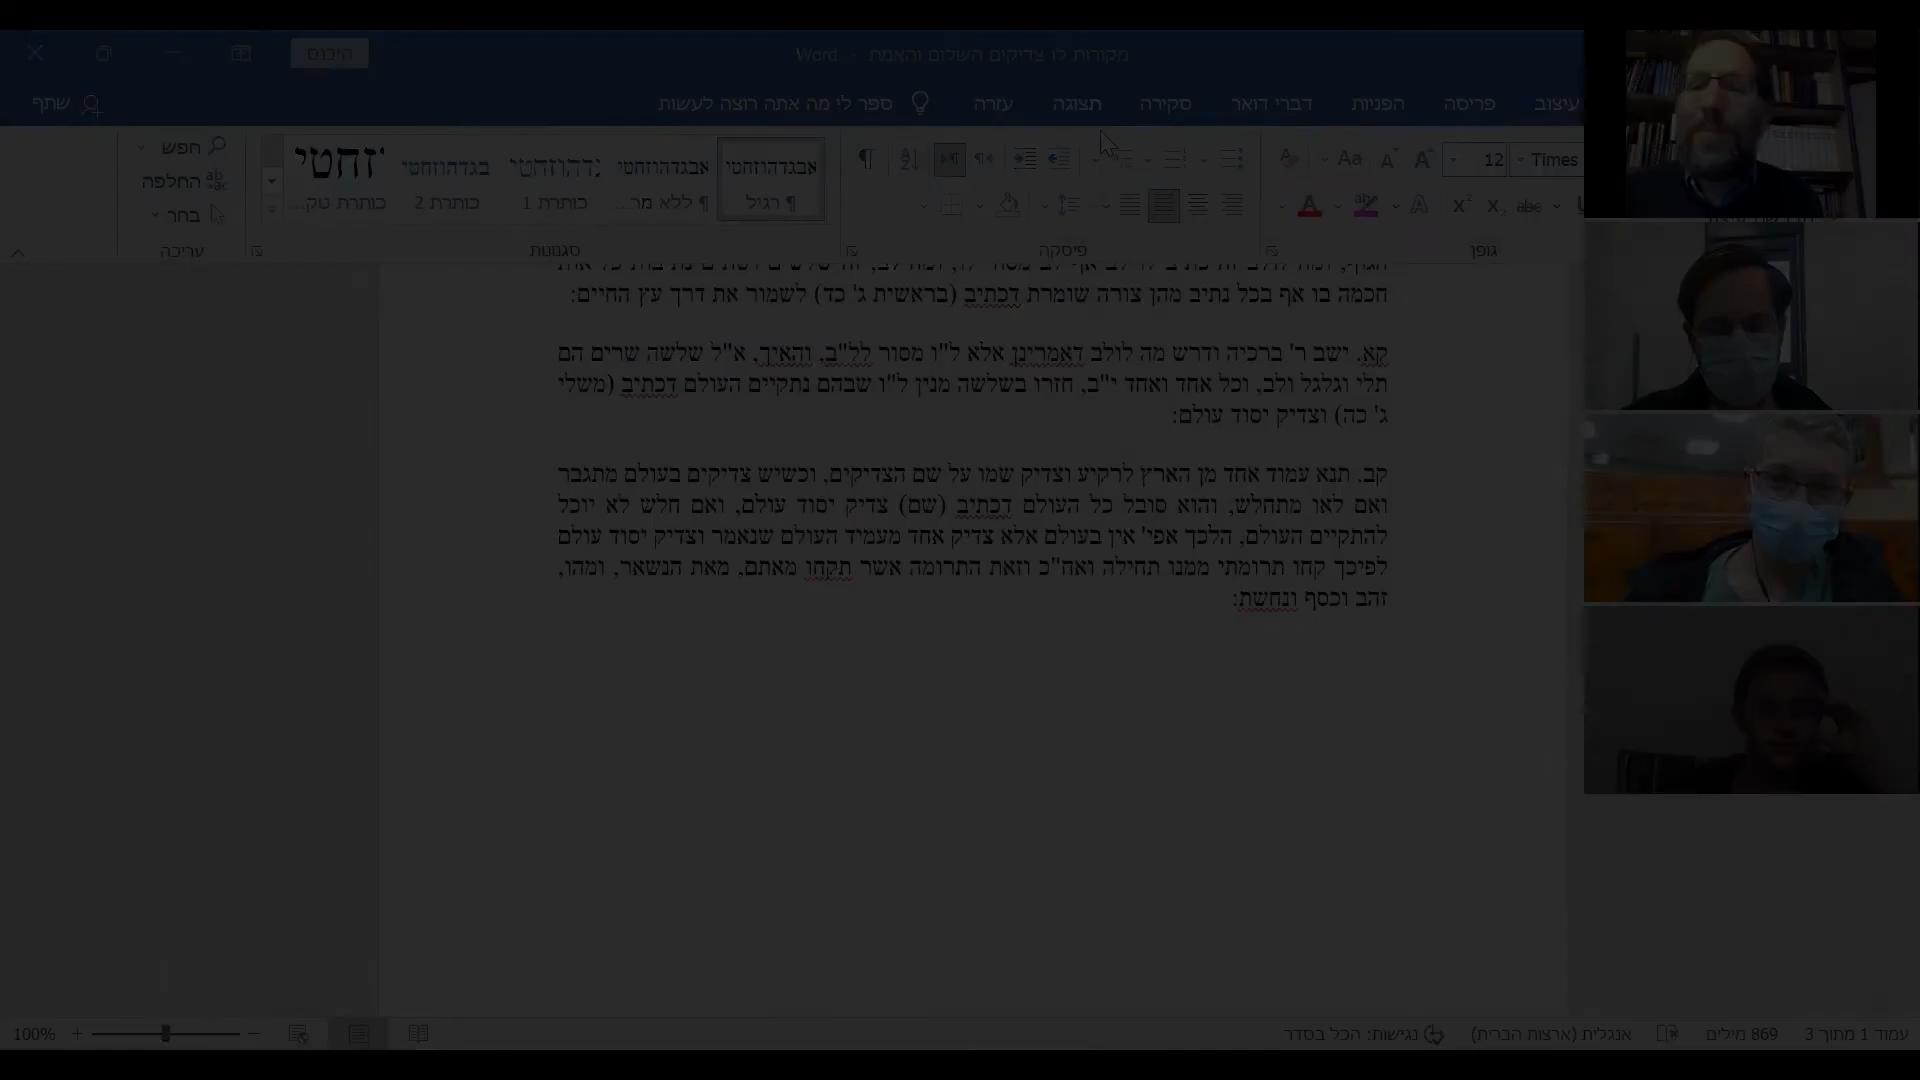 היכנס
מקורות לו צדיקים השלום והאמת - Word
עיצוב פריסה הפניות דברי דואר סקירה תצוגה עזרה ספר לי מה אתה רוצה לעשות
שתף
Times 12
גופן
פיסקה
אבגדהוזחטי אבגדהוזחטי בגדהוזחטי
¶ רגיל ¶ ללא מר... כותרת 1 כותרת 2 כותרת טק...
סגנונות
חפש
החלפה
בחר
עריכה
חכמה בו אף בכל נתיב מהן צורה שומרת דכתיב (בראשית ג' כד) לשמור את דרך עץ החיים:
קא. ישב ר' ברכיה ודרש מה לולב דאמרינן אלא ל"ו מסור לל"ב, והאיך, א"ל שלשה שרים הם
תלי וגלגל ולב, וכל אחד ואחד י"ב, חזרו בשלשה מנין ל"ו שבהם נתקיים העולם דכתיב (משלי
ג' כה) וצדיק יסוד עולם:
קב. תנא עמוד אחד מן הארץ לרקיע וצדיק שמו על שם הצדיקים, וכשיש צדיקים בעולם מתגבר
ואם לאו מתחלש, והוא סובל כל העולם דכתיב (שם) צדיק יסוד עולם, ואם חלש לא יוכל
להתקיים העולם, הלכך אפי' אין בעולם אלא צדיק אחד מעמיד העולם שנאמר וצדיק יסוד עולם
לפיכך קחו תרומתי ממנו תחילה ואח"כ וזאת התרומה אשר תקחו מאתם, מאת הנשאר, ומהו,
זהב וכסף ונחשת:
עמוד 1 מתוך 3 869 מילים אנגלית (ארצות הברית) נגישות: הכל בסדר
100%